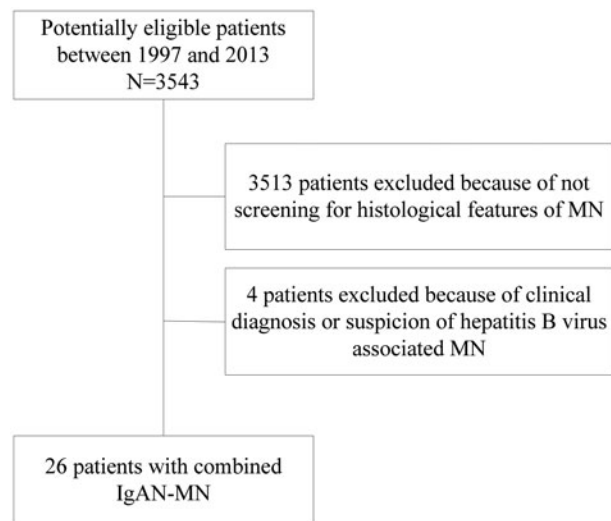 Potentially eligible patients
between 1997 and 2013
N=3543
3513 patients excluded because of not
screening for histological features of MN
4 patients excluded because of clinical
diagnosis or suspicion of hepatitis B virus
associated MN
26 patients with combined
IgAN-MN